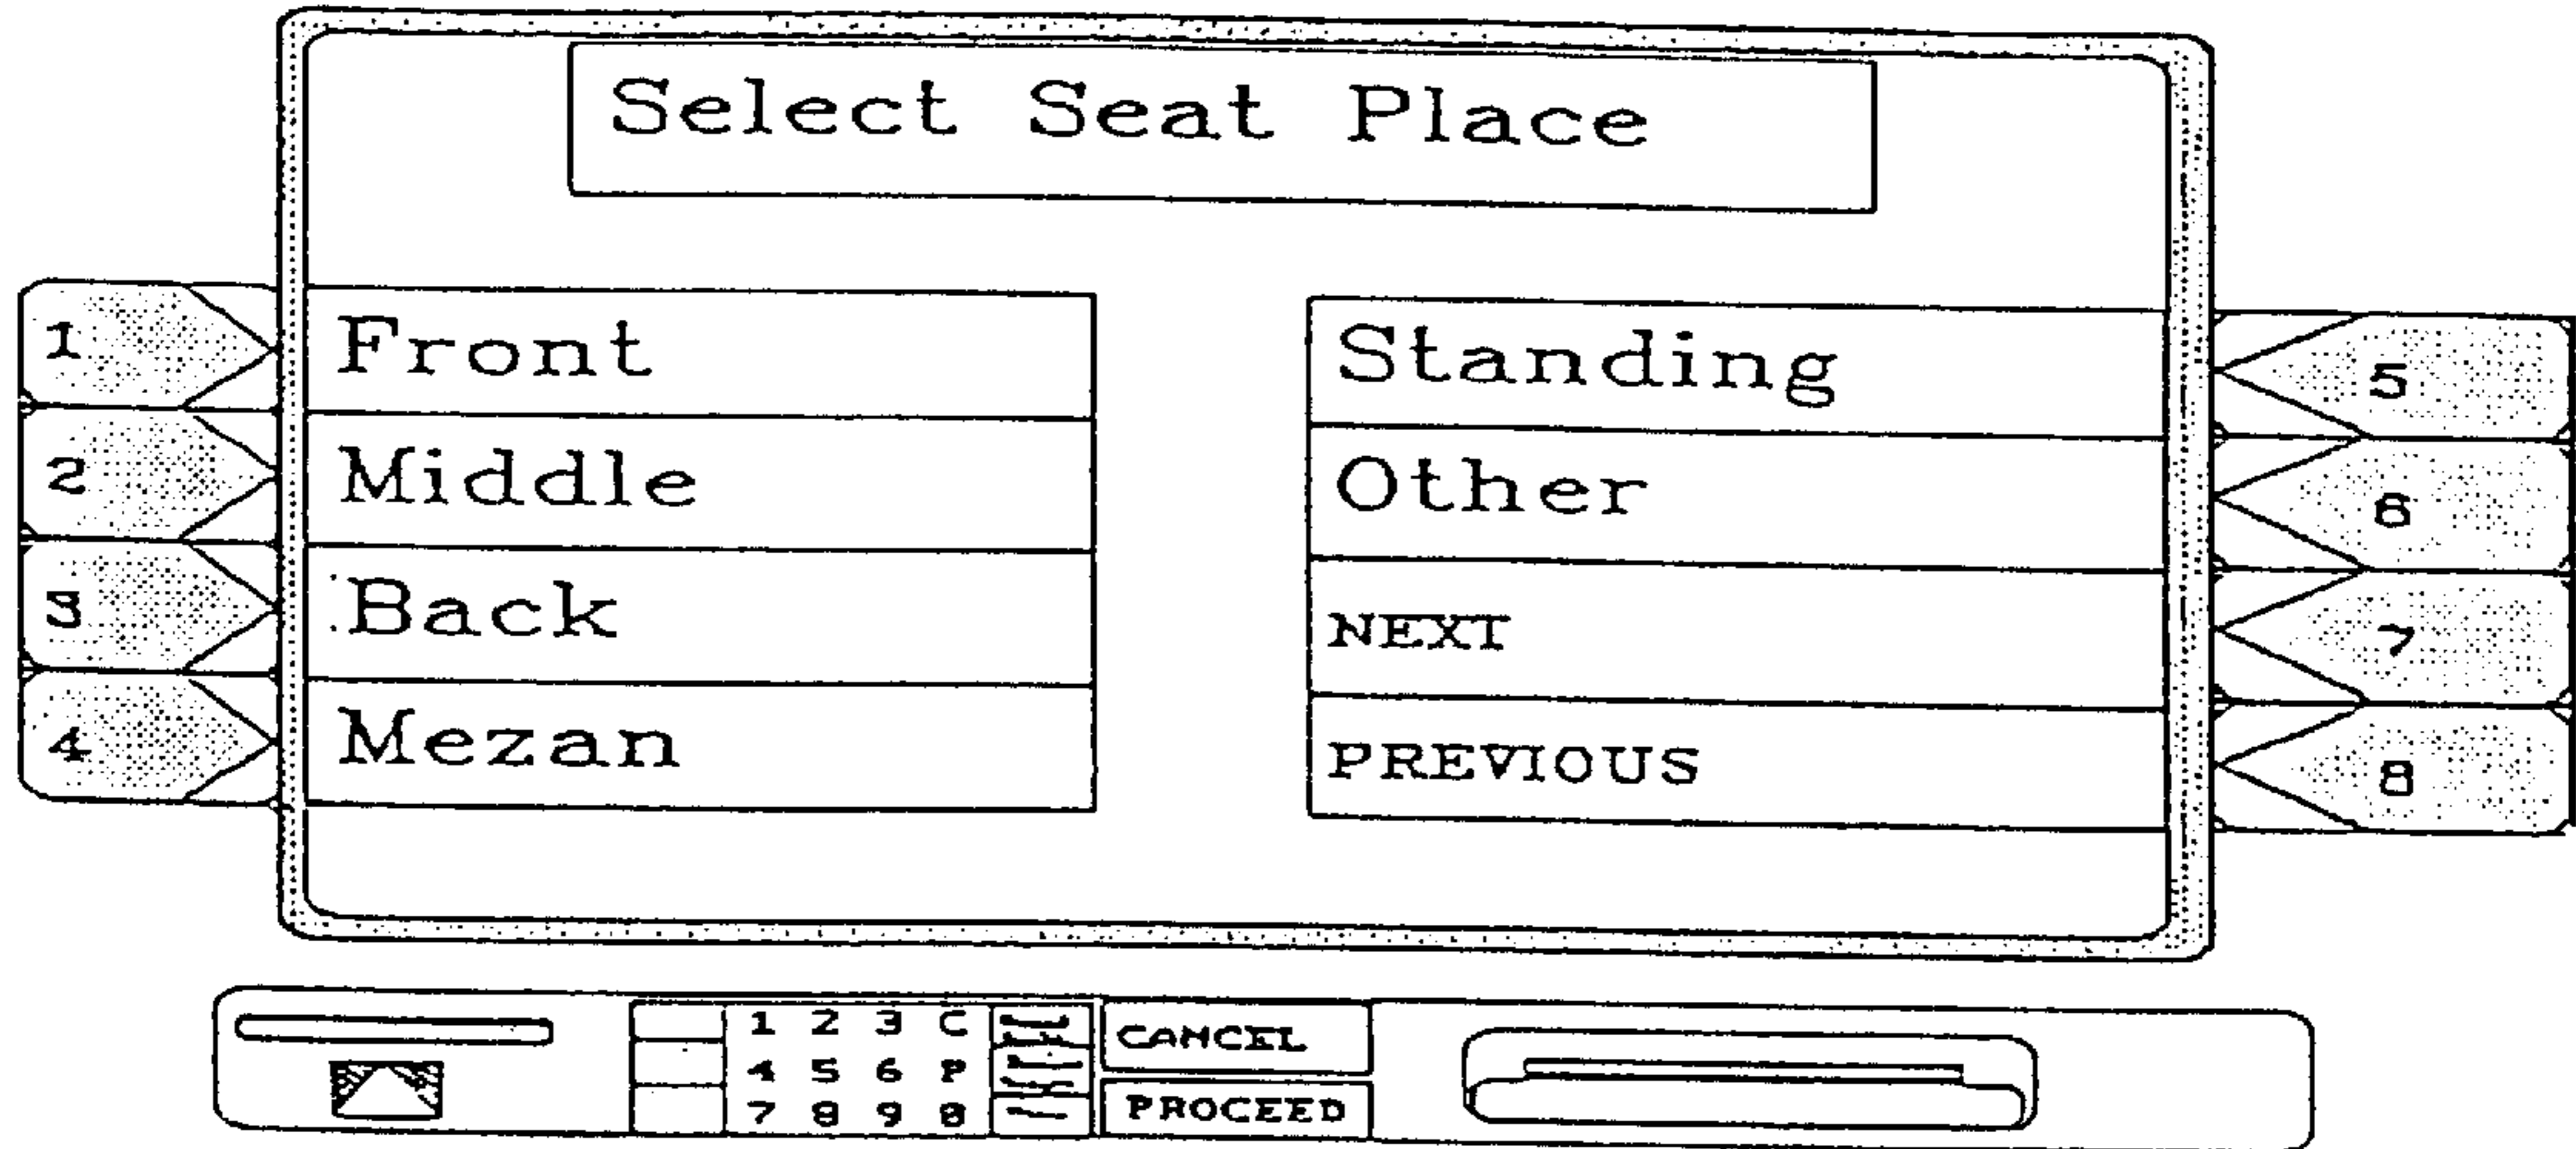 Select Seat Place
1 Front
2 Middle
3 Back
4 Mezan
Standing 5
Other 6
NEXT 7
PREVIOUS 8
1 2 3 C
4 5 6 P
7 8 9 0
CANCEL
PROCEED